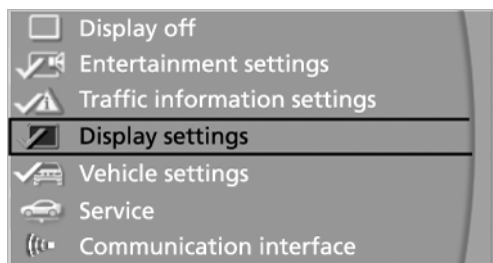 Display off
Entertainment settings
Traffic information settings
Display settings
Vehicle settings
Service
Communication interface